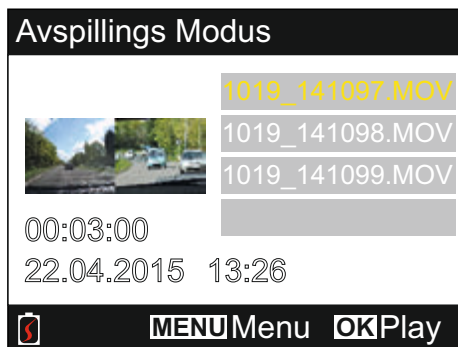 Avspillings Modus
1019_141097.MOV
1019_141098.MOV
1019_141099.MOV
00:03:00
22.04.2015 13:26
MENU Menu OK Play